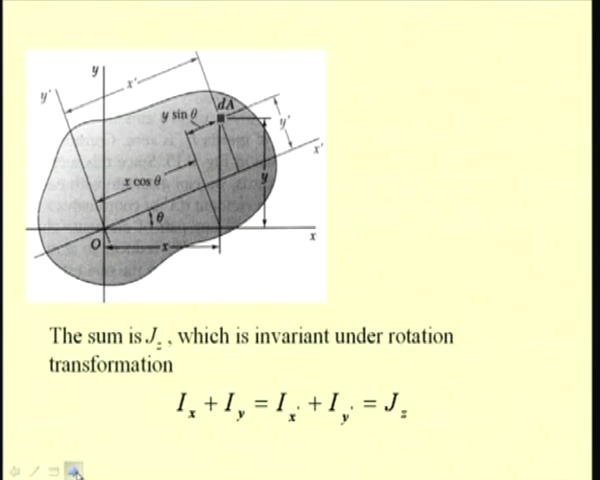 y
x'
y'
dA
y sin θ
y'
x'
x cos θ
y
θ
O
x
x
The sum is J_z , which is invariant under rotation
transformation
I_x + I_y = I_x' + I_y' = J_z